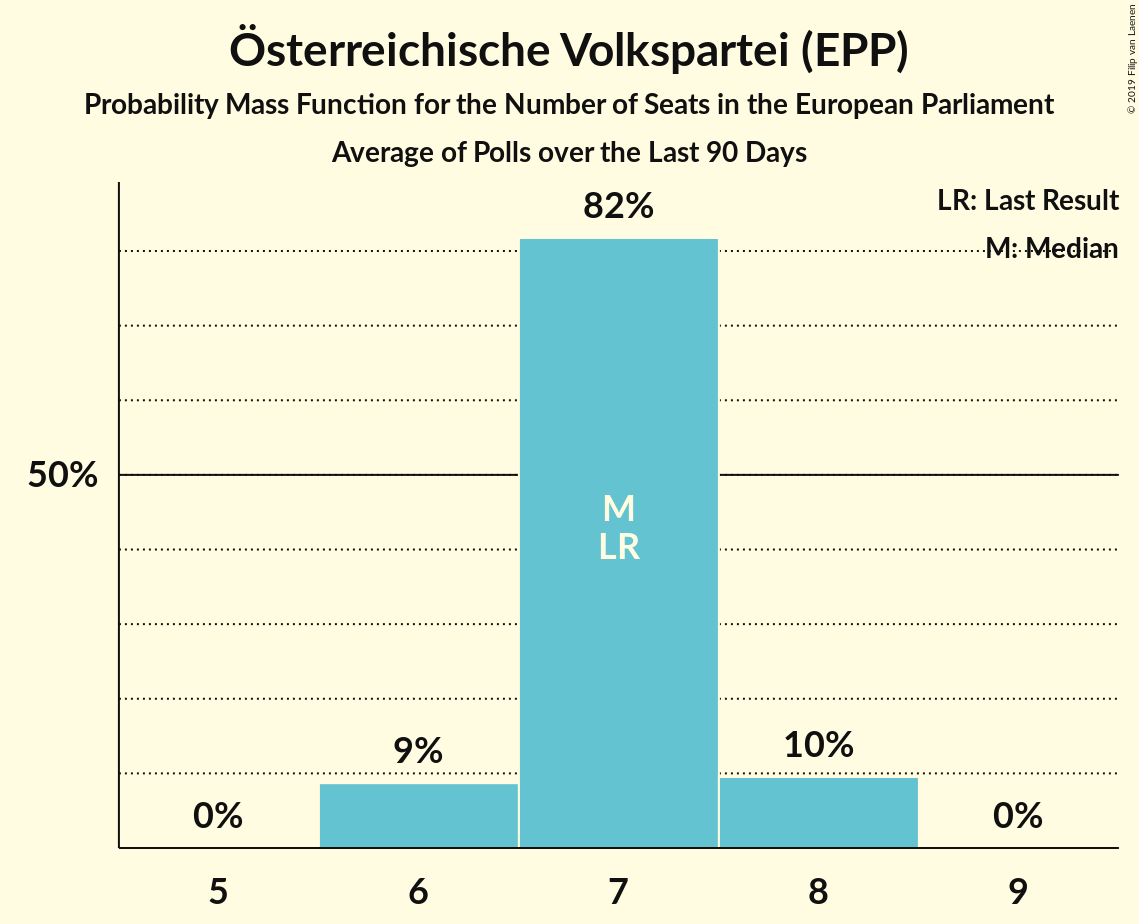 Österreichische Volkspartei (EPP)
Probability Mass Function for the Number of Seats in the European Parliament
Average of Polls over the Last 90 Days
© 2019 Filip van Laenen
LR: Last Result
M: Median
82%
50%
M
LR
9%
10%
0%
0%
5 6 7 8 9